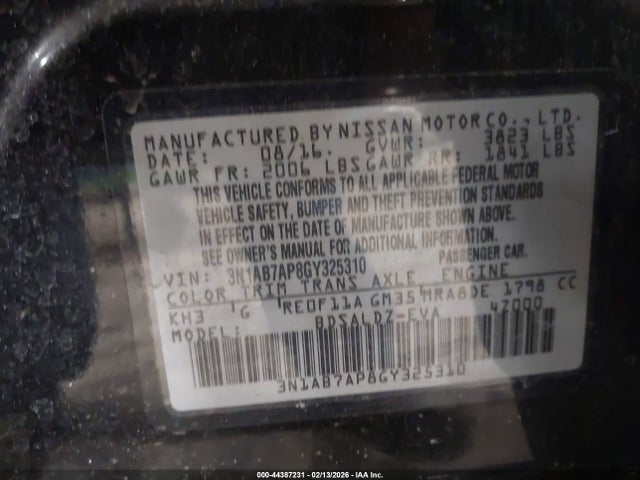 MANUFACTURED BY NISSAN MOTOR CO., LTD.
DATE: 08/16. GVWR: 3823 LBS
GAWR FR: 2006 LBS GAWR RR: 1841 LBS
THIS VEHICLE CONFORMS TO ALL APPLICABLE FEDERAL MOTOR
VEHICLE SAFETY, BUMPER AND THEFT PREVENTION STANDARDS
IN EFFECT ON THE DATE OF MANUFACTURE SHOWN ABOVE.
SEE OWNER'S MANUAL FOR ADDITIONAL INFORMATION.
VIN: 3N1AB7AP8GY325310 PASSENGER CAR.
COLOR TRIM TRANS AXLE ENGINE
KH3 G RE0F11A GM35 MRA8DE 1798 CC
MODEL: BDSALDZ-EVA 4Z000
3N1AB7AP8GY325310
000-44387231 - 02/13/2026 - IAA Inc.